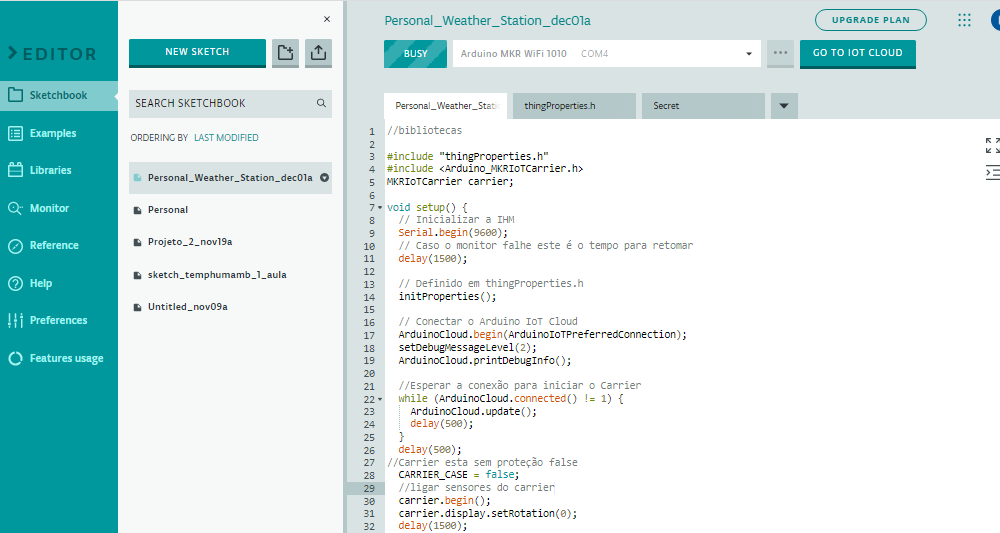 EDITOR
Sketchbook
Examples
Libraries
Monitor
Reference
Help
Preferences
Features usage
×
NEW SKETCH
SEARCH SKETCHBOOK
ORDERING BY LAST MODIFIED
Personal_Weather_Station_dec01a
Personal
Projeto_2_nov19a
sketch_temphumamb_1_aula
Untitled_nov09a
Personal_Weather_Station_dec01a
UPGRADE PLAN
BUSY
Arduino MKR WiFi 1010 COM4
GO TO IOT CLOUD
Personal_Weather_Stati
thingProperties.h
Secret
1 //bibliotecas
2
3 #include "thingProperties.h"
4 #include <Arduino_MKRIoTCarrier.h>
5 MKRIoTCarrier carrier;
6
7 void setup() {
8 // Inicializar a IHM
9 Serial.begin(9600);
10 // Caso o monitor falhe este é o tempo para retomar
11 delay(1500);
12
13 // Definido em thingProperties.h
14 initProperties();
15
16 // Conectar o Arduino IoT Cloud
17 ArduinoCloud.begin(ArduinoIoTPreferredConnection);
18 setDebugMessageLevel(2);
19 ArduinoCloud.printDebugInfo();
20
21 //Esperar a conexão para iniciar o Carrier
22 while (ArduinoCloud.connected() != 1) {
23 ArduinoCloud.update();
24 delay(500);
25 }
26 delay(500);
27 //Carrier esta sem proteção false
28 CARRIER_CASE = false;
29 //ligar sensores do carrier
30 carrier.begin();
31 carrier.display.setRotation(0);
32 delay(1500);